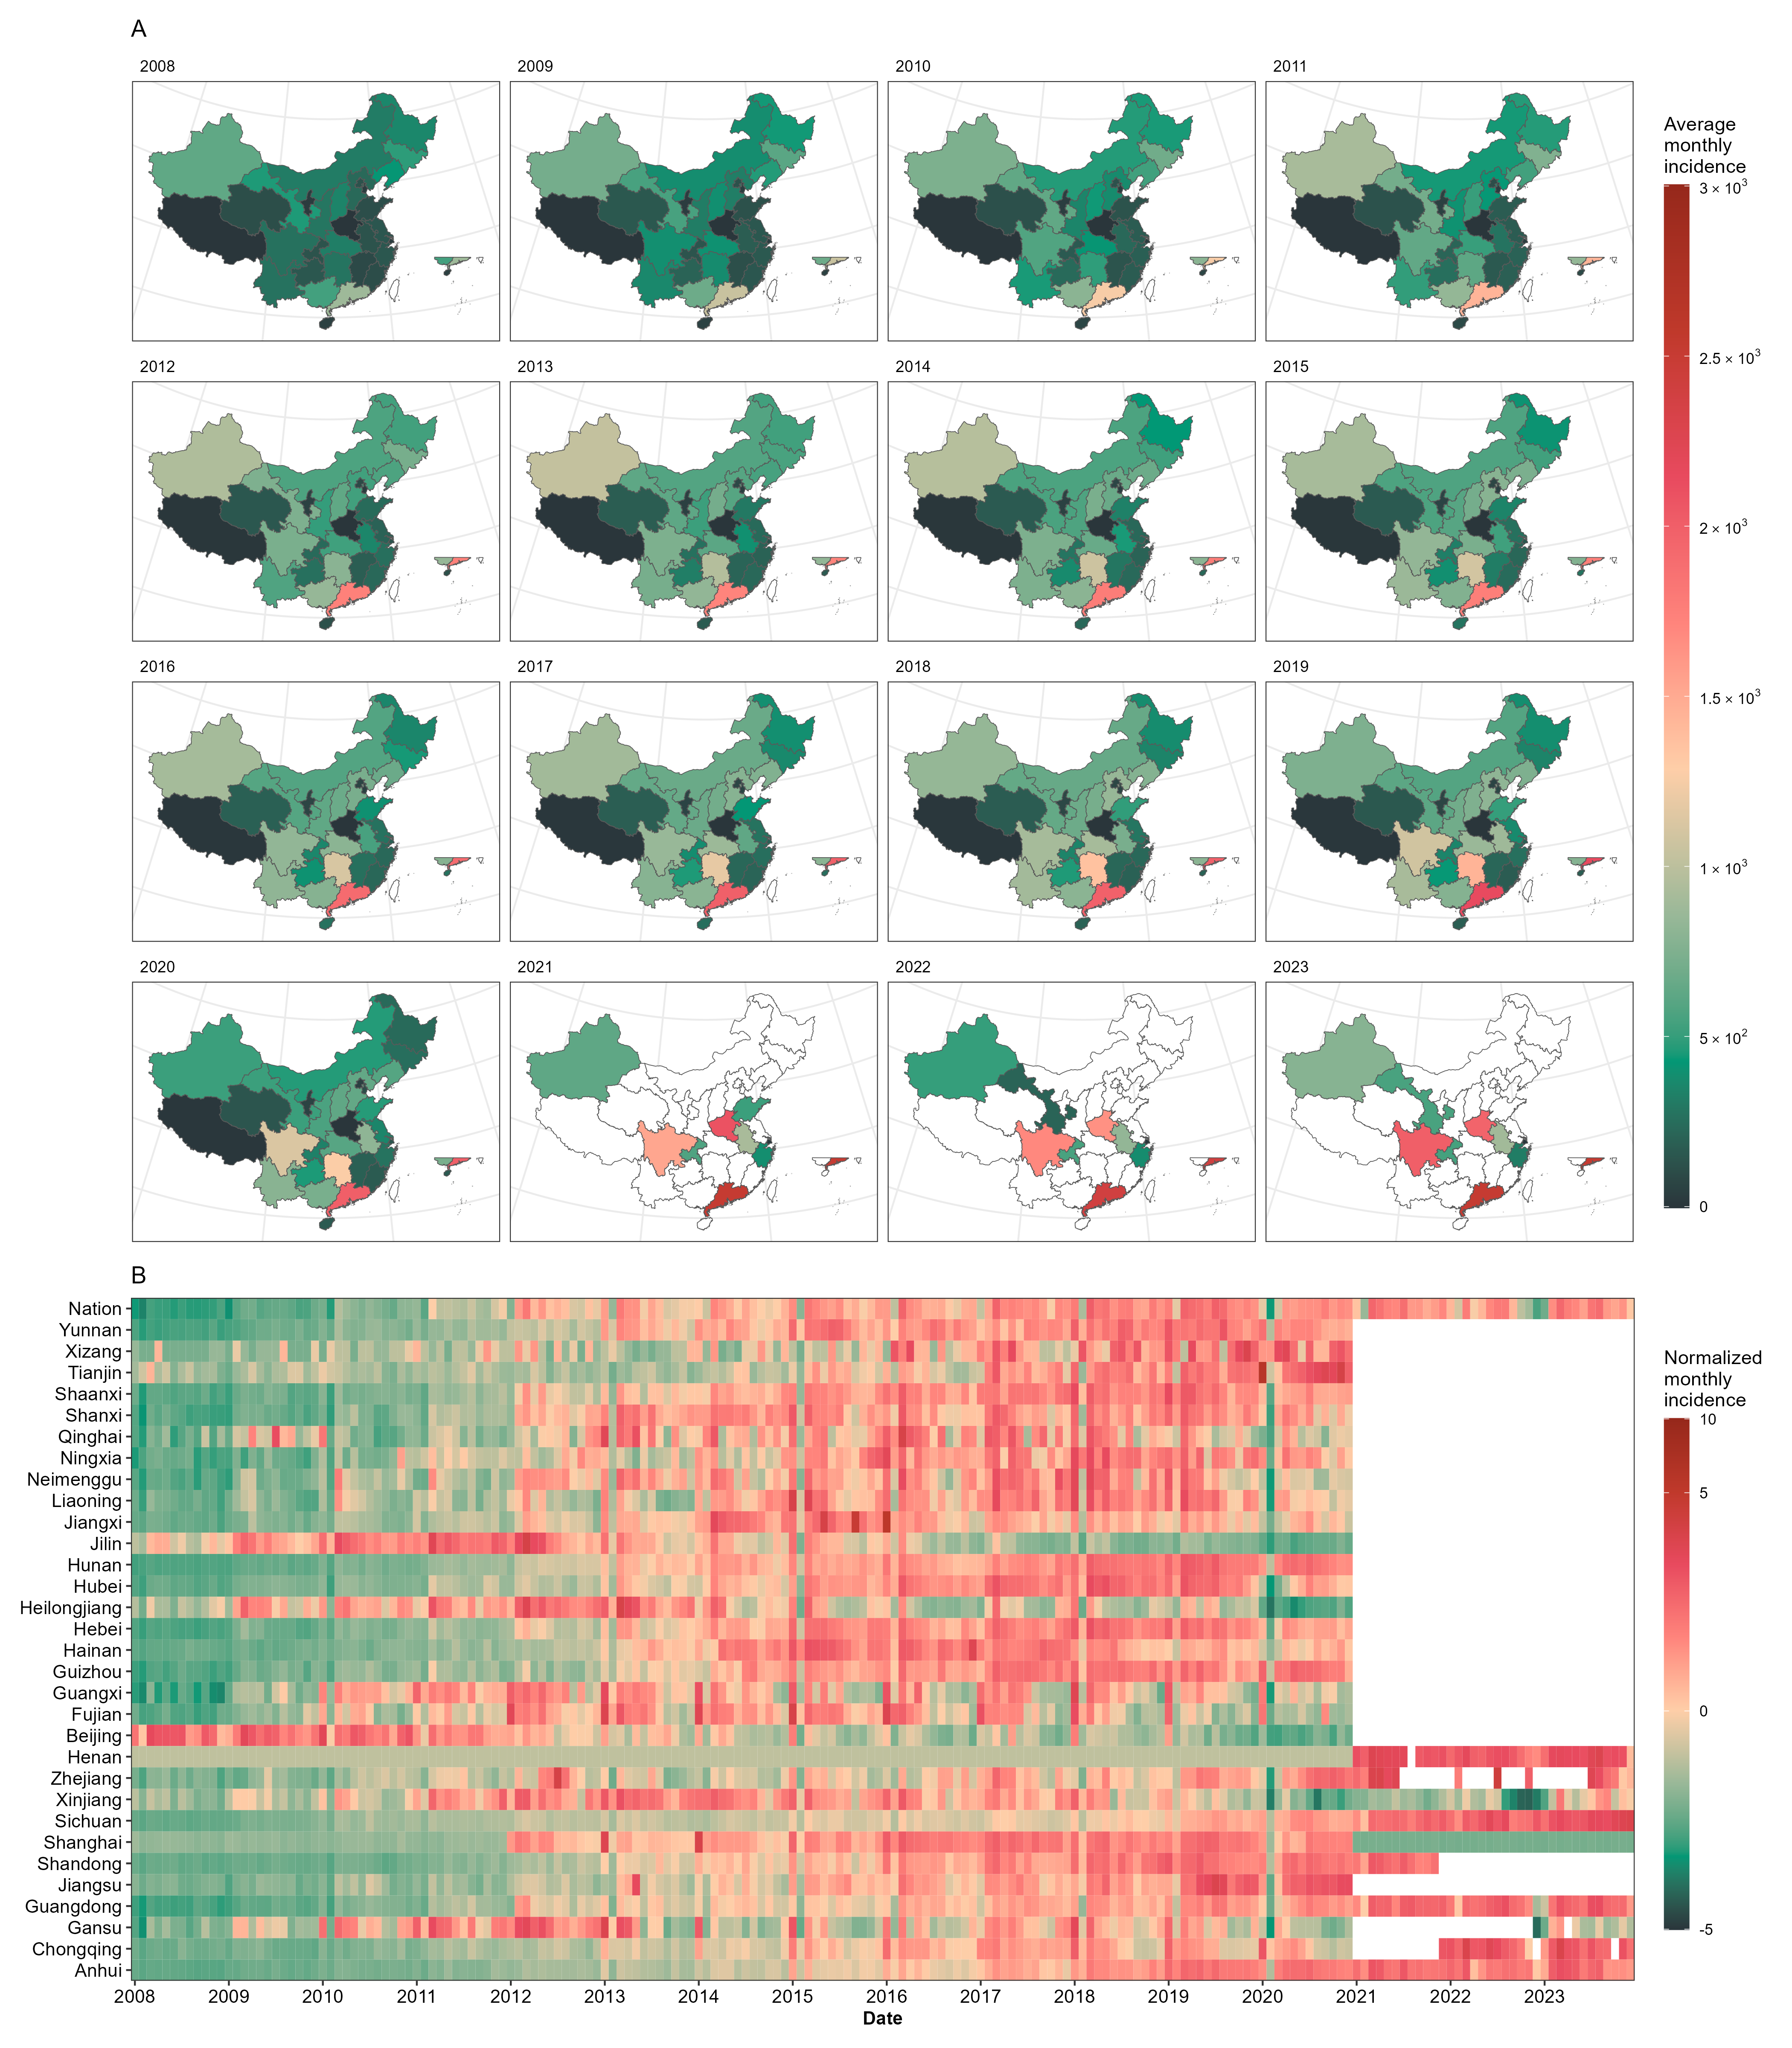 A
2008
2009
2010
2011
Average
monthly
incidence
3 × 10³
2.5 × 10³
2 × 10³
1.5 × 10³
1 × 10³
5 × 10²
0
2012
2013
2014
2015
2016
2017
2018
2019
2020
2021
2022
2023
B
Nation
Yunnan
Xizang
Tianjin
Shaanxi
Shanxi
Qinghai
Ningxia
Neimenggu
Liaoning
Jiangxi
Jilin
Hunan
Hubei
Heilongjiang
Hebei
Hainan
Guizhou
Guangxi
Fujian
Beijing
Henan
Zhejiang
Xinjiang
Sichuan
Shanghai
Shandong
Jiangsu
Guangdong
Gansu
Chongqing
Anhui
Normalized
monthly
incidence
10
5
0
-5
2008 2009 2010 2011 2012 2013 2014 2015 2016 2017 2018 2019 2020 2021 2022 2023
Date